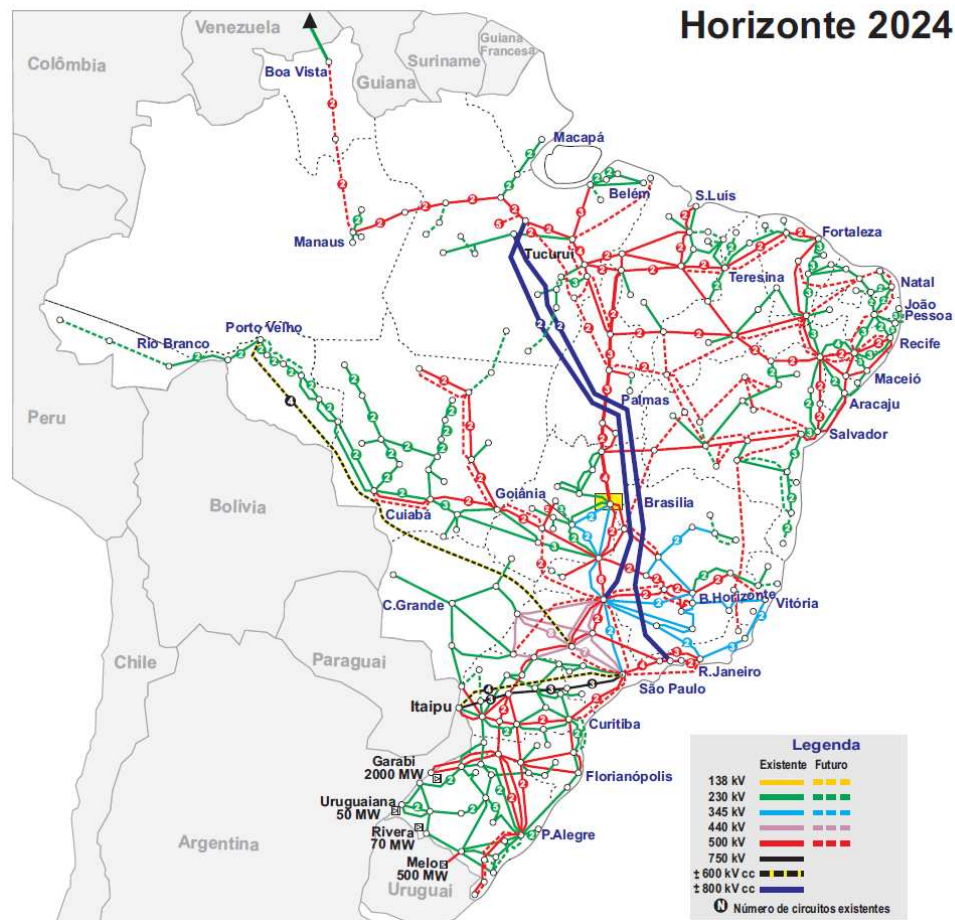 Horizonte 2024
Venezuela
Guiana
Francesa
Suriname
Colômbia
Boa Vista
Guiana
Macapá
Belém
S.Luís
Manaus
Fortaleza
Tucuruí
Teresina
Natal
João
Pessoa
Porto Velho
Rio Branco
Recife
Maceió
Palmas
Aracaju
Peru
Salvador
Goiânia
Brasilia
Bolivia
Cuiabá
C.Grande
B.Horizonte
Vitória
Chile
Paraguai
R.Janeiro
São Paulo
Itaipu
Curitiba
Garabi
2000 MW
Florianópolis
Uruguaiana
50 MW
Rivera
70 MW
P.Alegre
Argentina
Melo
500 MW
Uruguai
Legenda
Existente Futuro
138 kV
230 kV
345 kV
440 kV
500 kV
750 kV
±600 kV cc
±800 kV cc
N Número de circuitos existentes